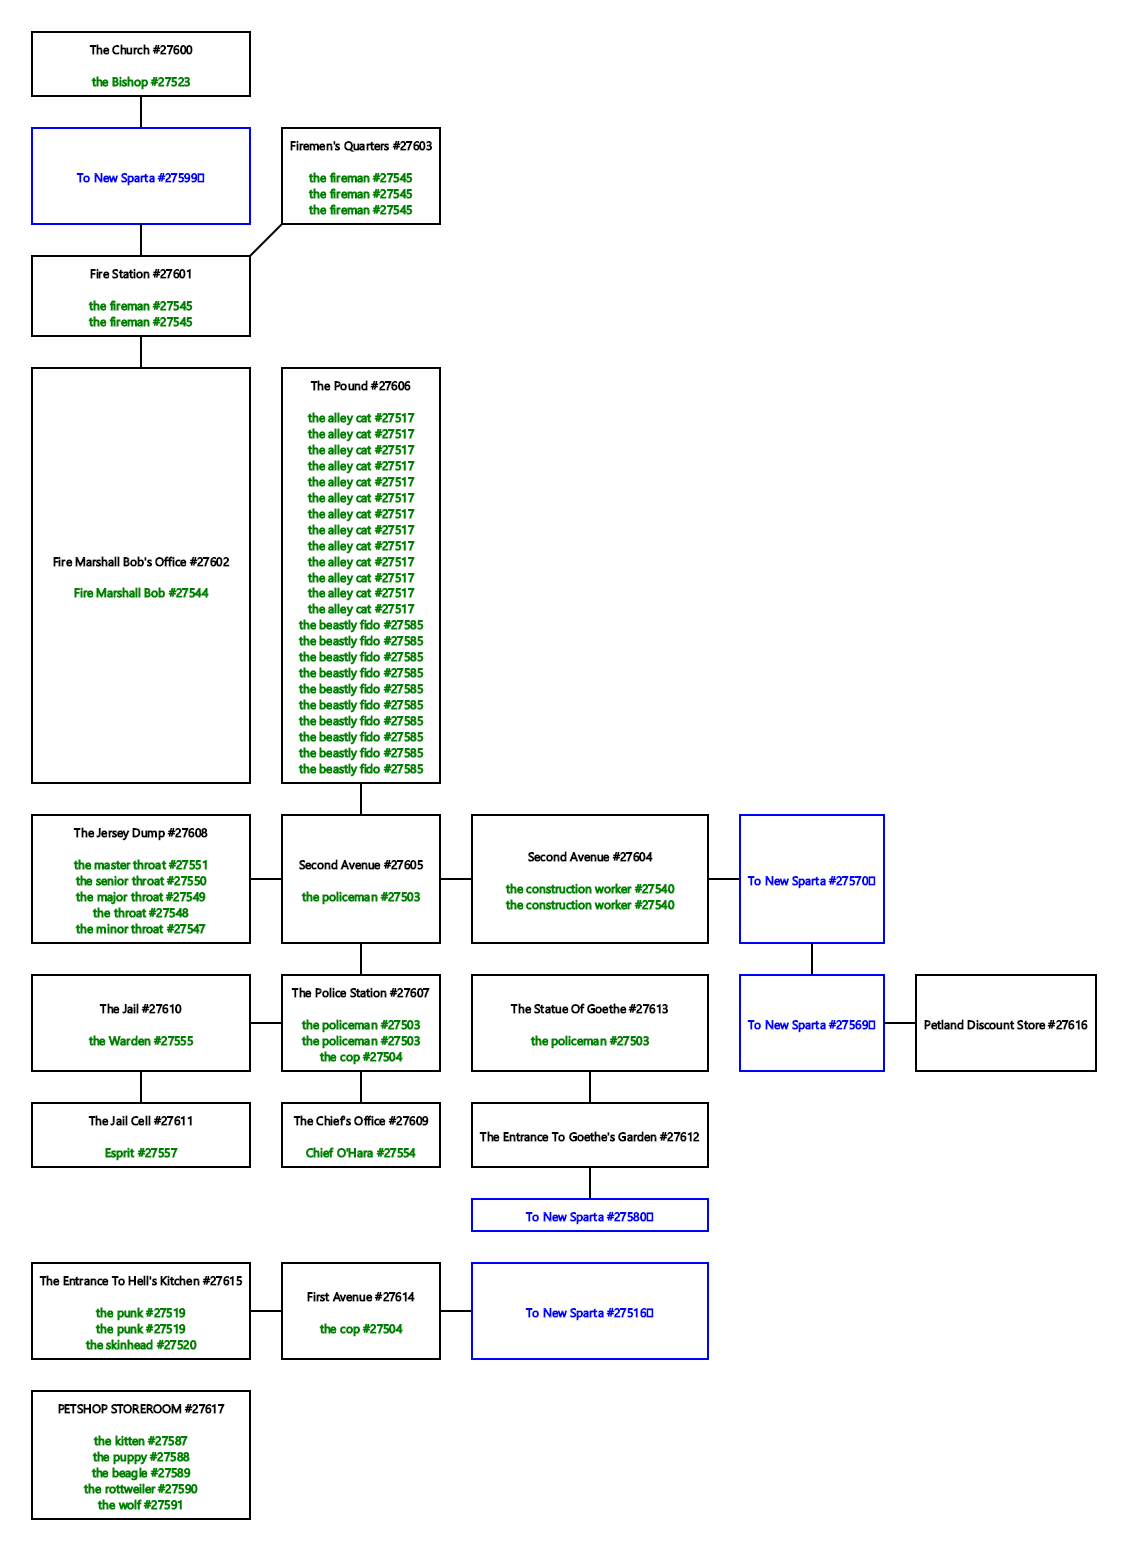 The Church #27600
the Bishop #27523
To New Sparta #27599
Firemen's Quarters #27603
the fireman #27545
the fireman #27545
the fireman #27545
Fire Station #27601
the fireman #27545
the fireman #27545
Fire Marshall Bob's Office #27602
Fire Marshall Bob #27544
The Pound #27606
the alley cat #27517
the alley cat #27517
the alley cat #27517
the alley cat #27517
the alley cat #27517
the alley cat #27517
the alley cat #27517
the alley cat #27517
the alley cat #27517
the alley cat #27517
the alley cat #27517
the alley cat #27517
the alley cat #27517
the beastly fido #27585
the beastly fido #27585
the beastly fido #27585
the beastly fido #27585
the beastly fido #27585
the beastly fido #27585
the beastly fido #27585
the beastly fido #27585
the beastly fido #27585
the beastly fido #27585
The Jersey Dump #27608
the master throat #27551
the senior throat #27550
the major throat #27549
the throat #27548
the minor throat #27547
Second Avenue #27605
the policeman #27503
Second Avenue #27604
the construction worker #27540
the construction worker #27540
To New Sparta #27570
The Jail #27610
the Warden #27555
The Police Station #27607
the policeman #27503
the policeman #27503
the cop #27504
The Statue Of Goethe #27613
the policeman #27503
To New Sparta #27569
Petland Discount Store #27616
The Jail Cell #27611
Esprit #27557
The Chief's Office #27609
Chief O'Hara #27554
The Entrance To Goethe's Garden #27612
To New Sparta #27580
The Entrance To Hell's Kitchen #27615
the punk #27519
the punk #27519
the skinhead #27520
First Avenue #27614
the cop #27504
To New Sparta #27516
PETSHOP STOREROOM #27617
the kitten #27587
the puppy #27588
the beagle #27589
the rottweiler #27590
the wolf #27591